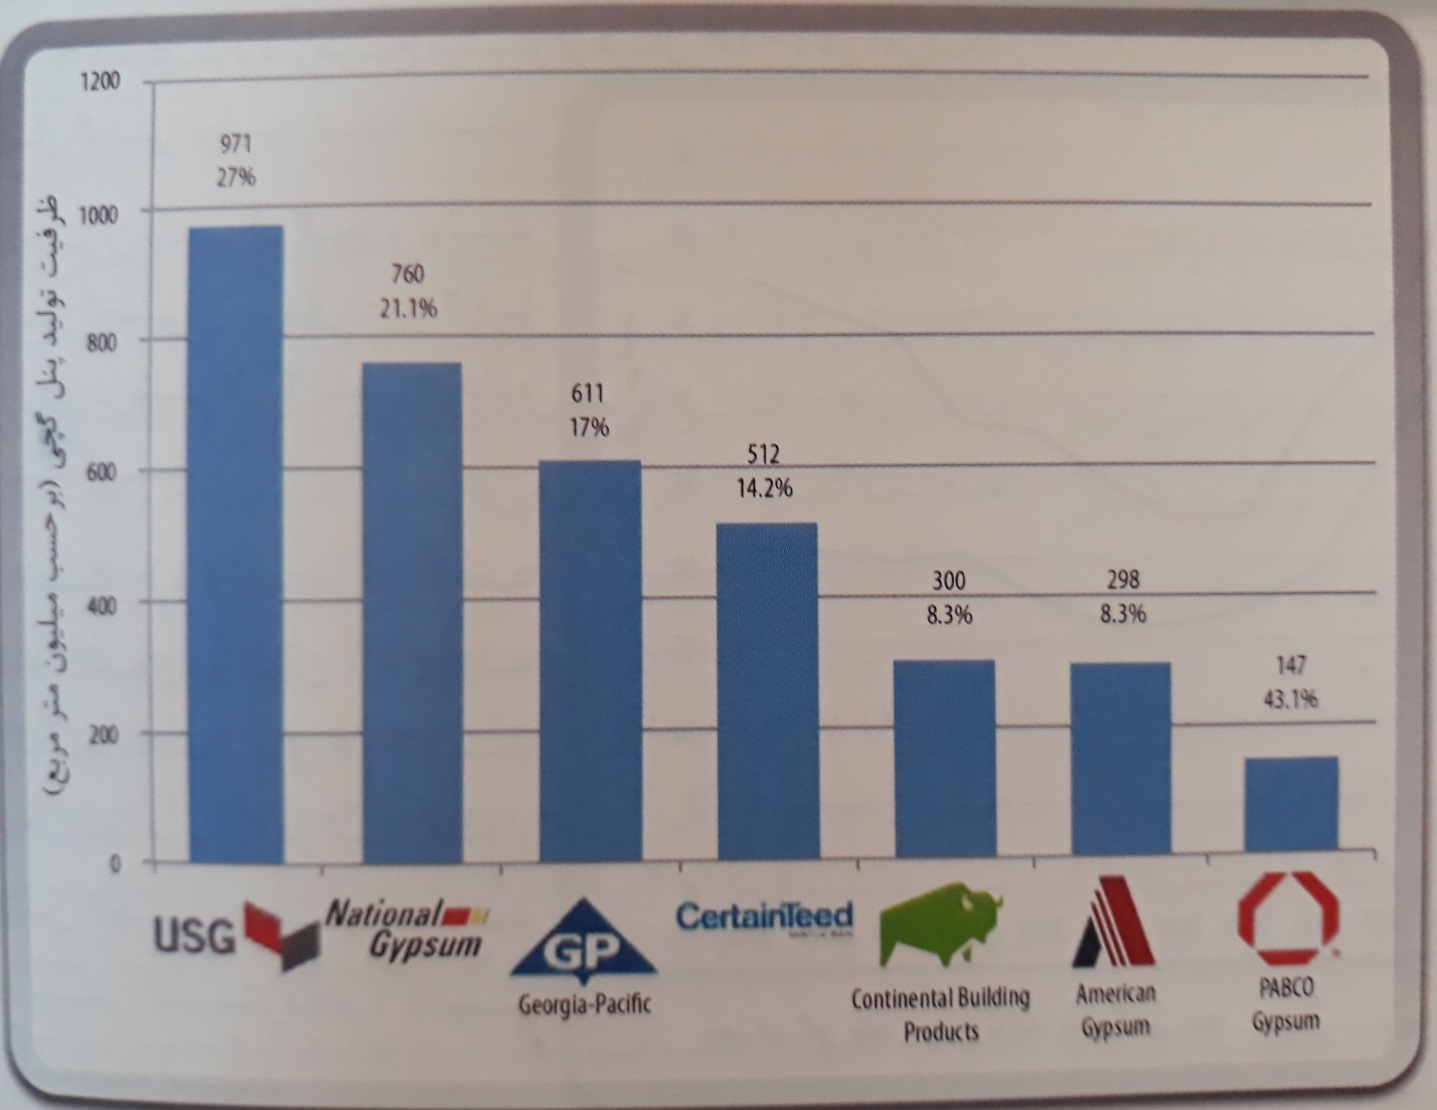 ظرفیت تولید پنل گچی (برحسب میلیون متر مربع)
1200
1000
800
600
400
200
0
971
27%
760
21.1%
611
17%
512
14.2%
300
8.3%
298
8.3%
147
43.1%
USG
National
Gypsum
GP
Georgia-Pacific
CertainTeed
Continental Building
Products
American
Gypsum
PABCO
Gypsum